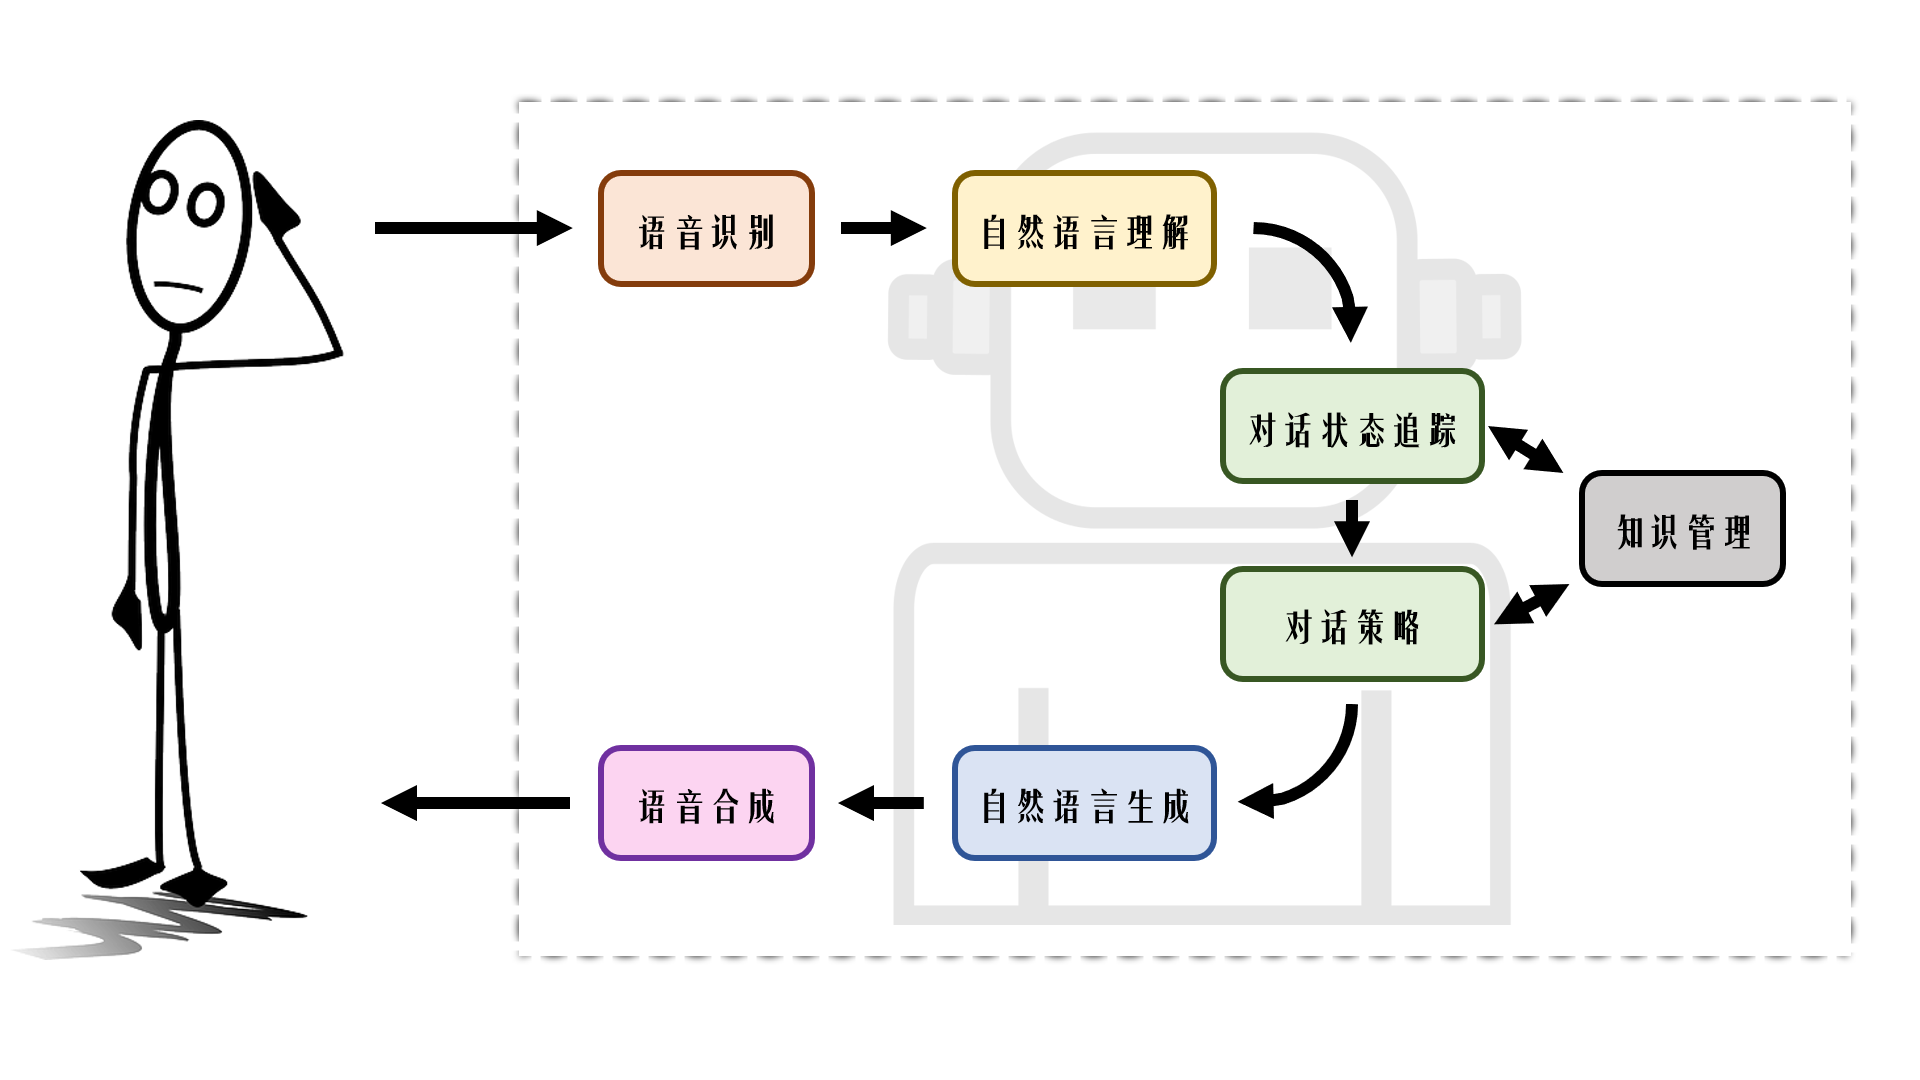 语音识别
自然语言理解
对话状态追踪
知识管理
对话策略
自然语言生成
语音合成